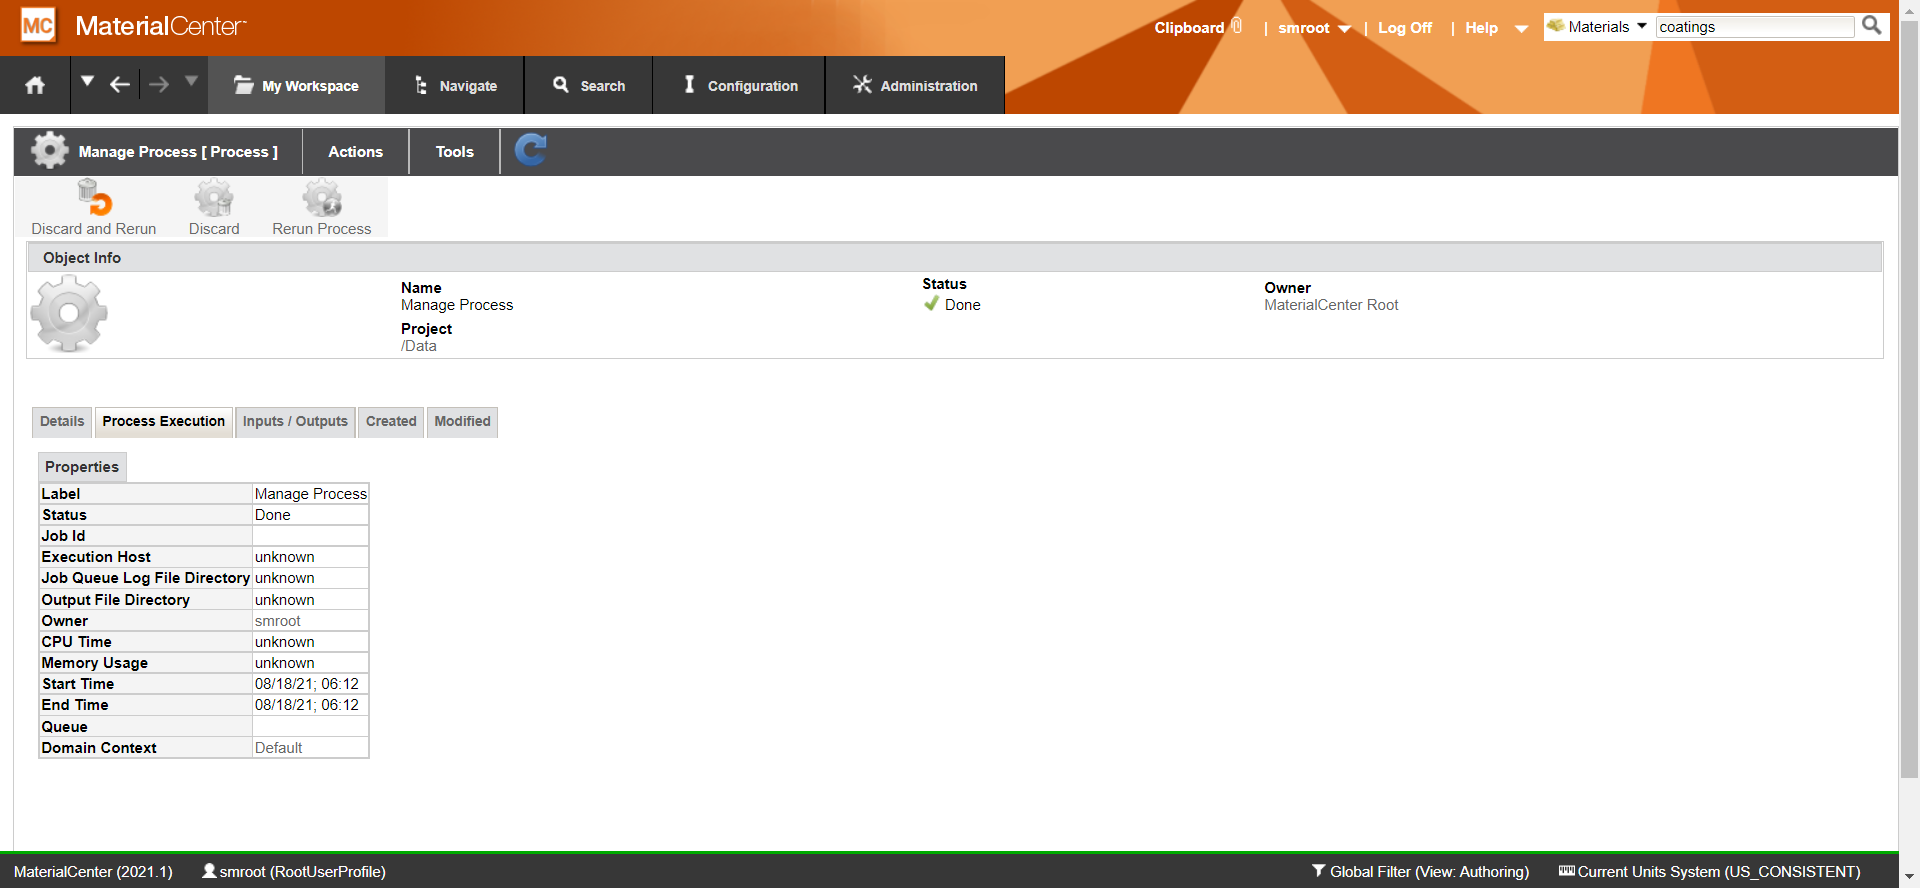 MC MaterialCenter
Clipboard | smroot | Log Off | Help
Materials coatings
My Workspace Navigate Search Configuration Administration
Manage Process [ Process ] Actions Tools
Discard and Rerun Discard Rerun Process
Object Info
Name
Manage Process
Project
/Data
Status
Done
Owner
MaterialCenter Root
Details Process Execution Inputs / Outputs Created Modified
Properties
Label Manage Process
Status Done
Job Id
Execution Host unknown
Job Queue Log File Directory unknown
Output File Directory unknown
Owner smroot
CPU Time unknown
Memory Usage unknown
Start Time 08/18/21; 06:12
End Time 08/18/21; 06:12
Queue
Domain Context Default
MaterialCenter (2021.1) smroot (RootUserProfile) Global Filter (View: Authoring) Current Units System (US_CONSISTENT)